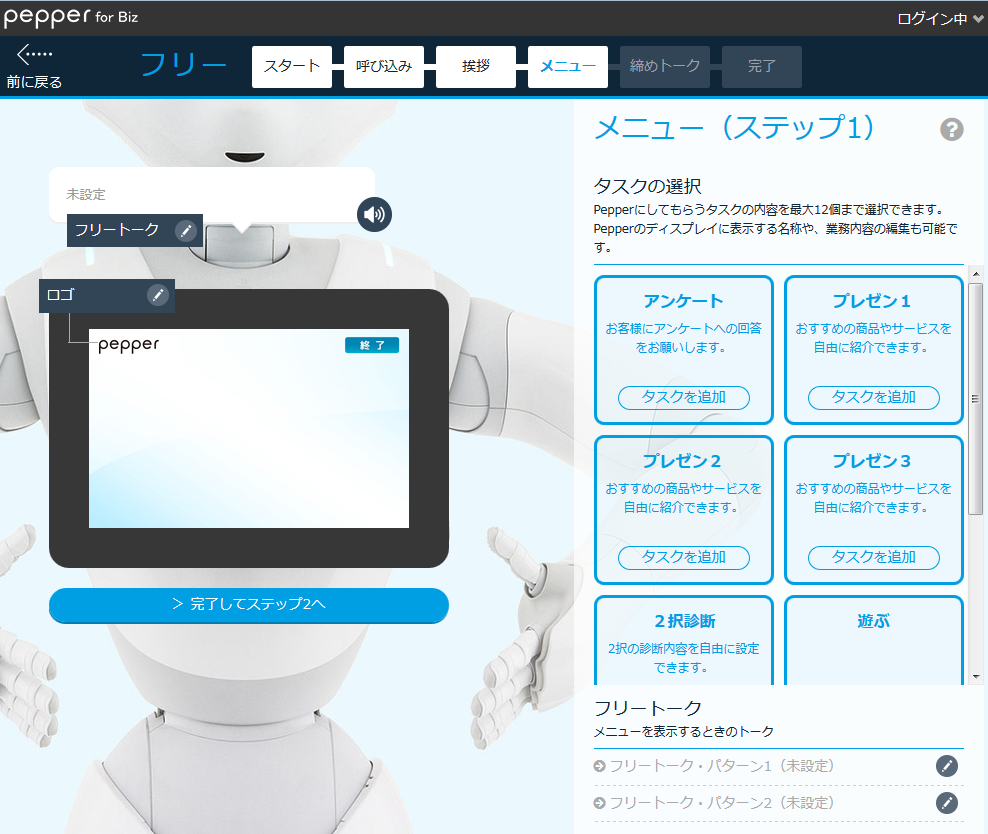 pepper for Biz
ログイン中
前に戻る
フリー
スタート
呼び込み
挨拶
メニュー
締めトーク
完了
未設定
フリートーク
ロゴ
pepper
終了
> 完了してステップ2へ
メニュー（ステップ1）
?
タスクの選択
Pepperにしてもらうタスクの内容を最大12個まで選択できます。
Pepperのディスプレイに表示する名称や、業務内容の編集も可能で
す。
アンケート
お客様にアンケートへの回答
をお願いします。
タスクを追加
プレゼン１
おすすめの商品やサービスを
自由に紹介できます。
タスクを追加
プレゼン２
おすすめの商品やサービスを
自由に紹介できます。
タスクを追加
プレゼン３
おすすめの商品やサービスを
自由に紹介できます。
タスクを追加
２択診断
2択の診断内容を自由に設定
できます。
遊ぶ
フリートーク
メニューを表示するときのトーク
フリートーク・パターン1（未設定）
フリートーク・パターン2（未設定）